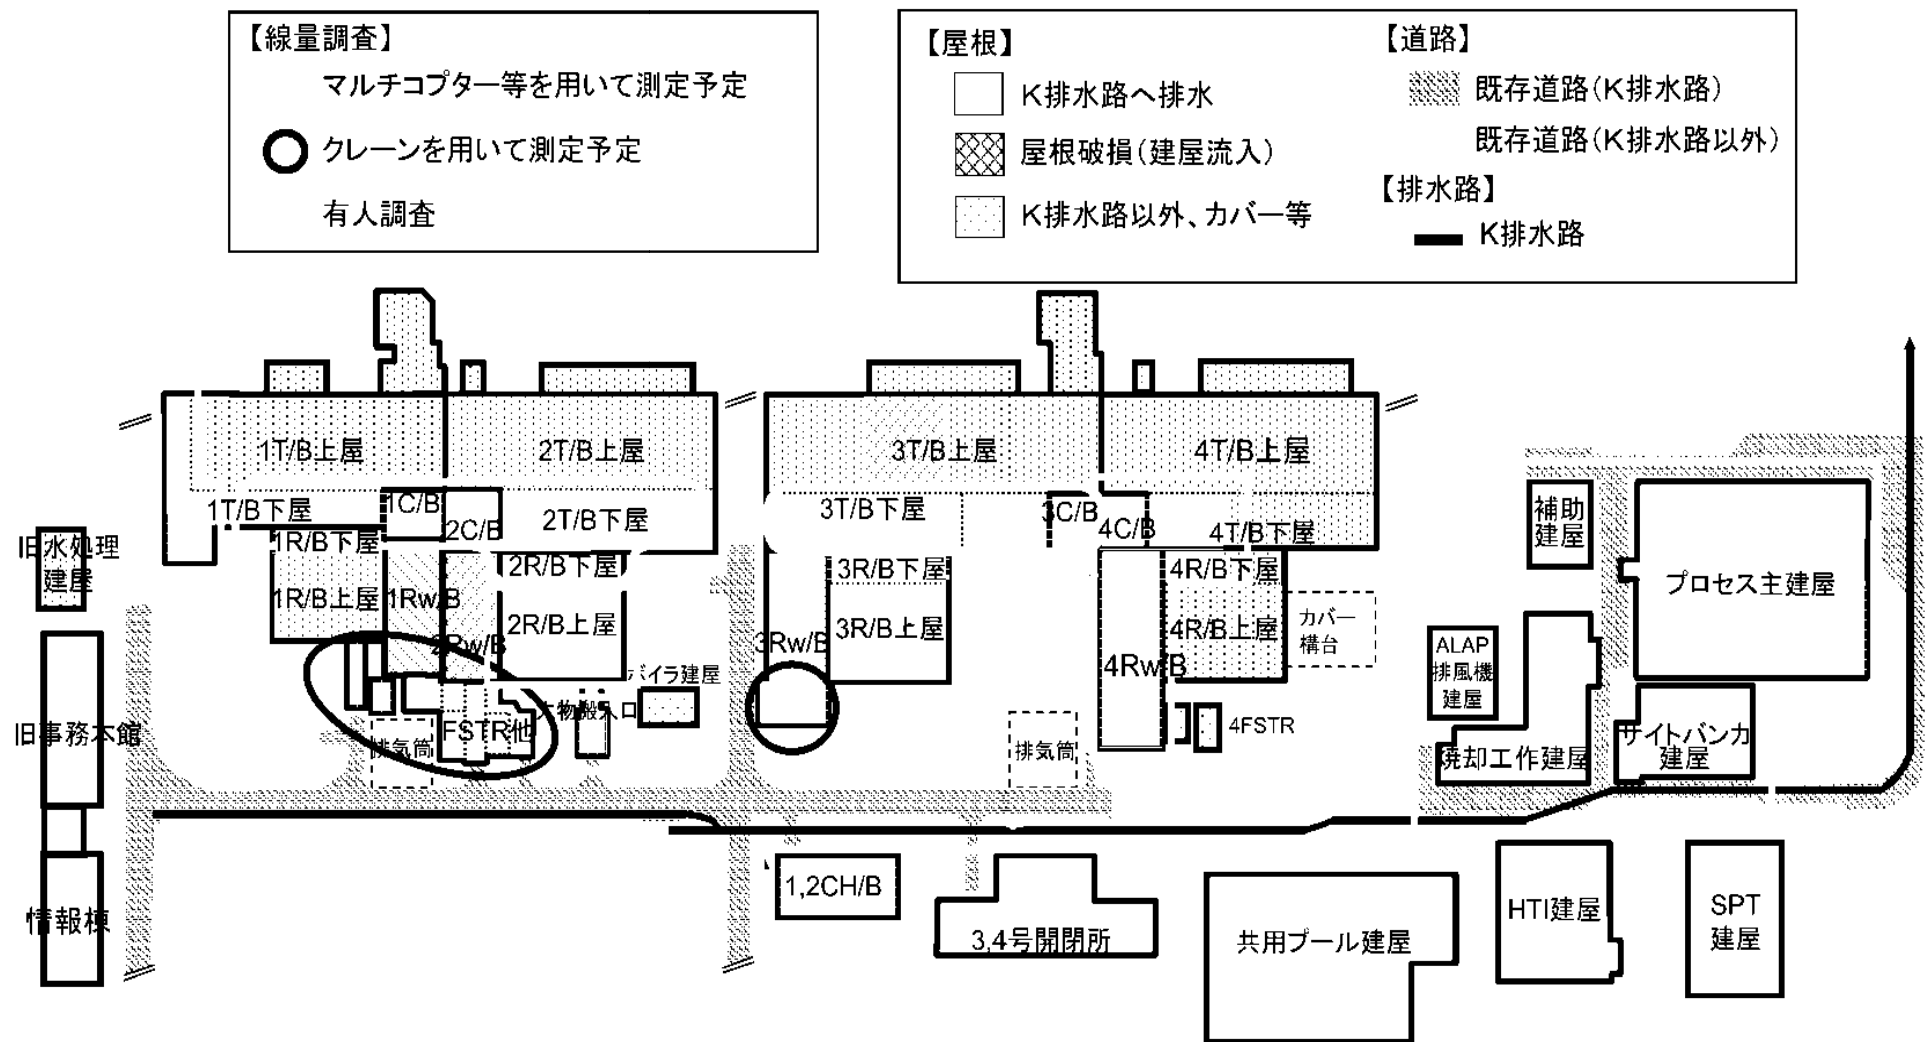 【線量調査】
マルチコプター等を用いて測定予定
クレーンを用いて測定予定
有人調査
【屋根】
K排水路へ排水
屋根破損(建屋流入)
K排水路以外、カバー等
【道路】
既存道路(K排水路)
既存道路(K排水路以外)
【排水路】
K排水路
1T/B上屋
2T/B上屋
3T/B上屋
4T/B上屋
1T/B下屋
1C/B
2C/B
2T/B下屋
3T/B下屋
3C/B
4C/B
4T/B下屋
旧水処理
建屋
1R/B下屋
1R/B上屋
1Rw/B
2Rw/B
2R/B下屋
2R/B上屋
3Rw/B
3R/B下屋
3R/B上屋
4Rw/B
4R/B下屋
4R/B上屋
カバー
構台
補助
建屋
プロセス主建屋
ALAP
排風機
建屋
ボイラ建屋
大物搬入口
FSTR他
排気筒
排気筒
4FSTR
焼却工作建屋
サイトバンカ
建屋
旧事務本館
情報棟
1,2CH/B
3,4号開閉所
共用プール建屋
HTI建屋
SPT
建屋